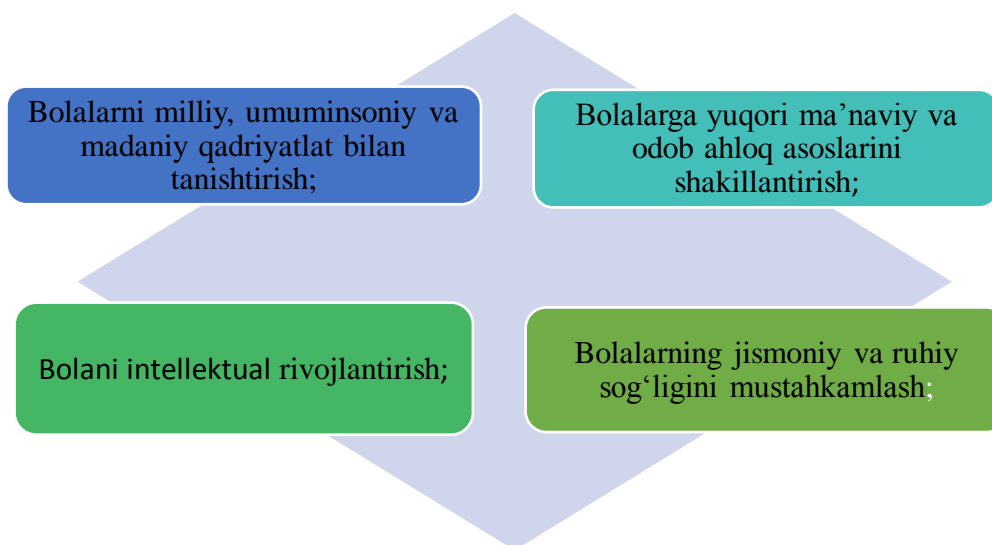 Bolalarni milliy, umuminsoniy va
madaniy qadriyatlat bilan
tanishtirish;
Bolalarga yuqori ma’naviy va
odob ahloq asoslarini
shakillantirish;
Bolani intellektual rivojlantirish;
Bolalarning jismoniy va ruhiy
sog‘ligini mustahkamlash;